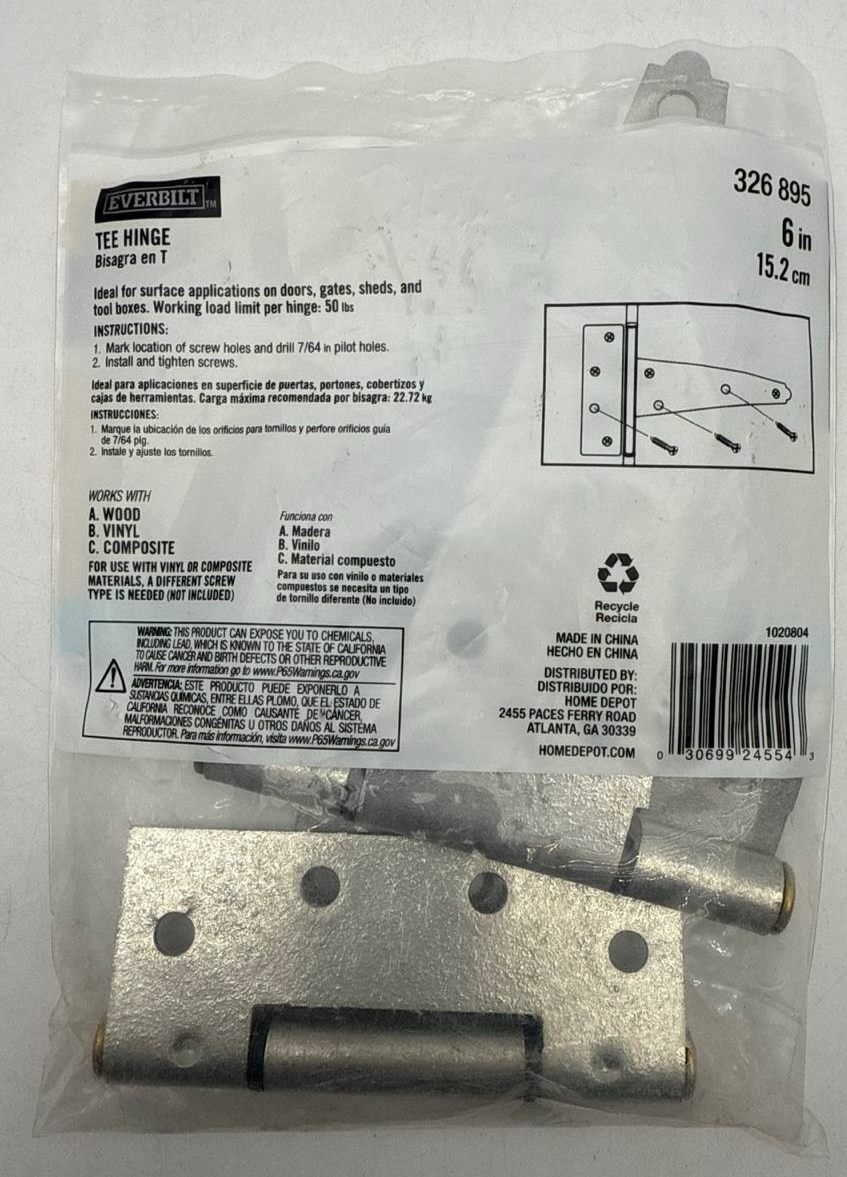 EVERBILT TM
TEE HINGE
Bisagra en T
326 895
6 in
15.2 cm
Ideal for surface applications on doors, gates, sheds, and
tool boxes. Working load limit per hinge: 50 lbs
INSTRUCTIONS:
1. Mark location of screw holes and drill 7/64 in pilot holes.
2. Install and tighten screws.
Ideal para aplicaciones en superficie de puertas, portones, cobertizos y
cajas de herramientas. Carga máxima recomendada por bisagra: 22.72 kg
INSTRUCCIONES:
1. Marque la ubicación de los orificios para tornillos y perfore orificios guía
de 7/64 plg.
2. Instale y ajuste los tornillos.
WORKS WITH
A. WOOD
B. VINYL
C. COMPOSITE
FOR USE WITH VINYL OR COMPOSITE
MATERIALS, A DIFFERENT SCREW
TYPE IS NEEDED (NOT INCLUDED)
Funciona con
A. Madera
B. Vinilo
C. Material compuesto
Para su uso con vinilo o materiales
compuestos se necesita un tipo
de tornillo diferente (No incluido)
WARNING: THIS PRODUCT CAN EXPOSE YOU TO CHEMICALS,
INCLUDING LEAD, WHICH IS KNOWN TO THE STATE OF CALIFORNIA
TO CAUSE CANCER AND BIRTH DEFECTS OR OTHER REPRODUCTIVE
HARM. For more information go to www.P65Warnings.ca.gov
ADVERTENCIA: ESTE PRODUCTO PUEDE EXPONERLO A
SUSTANCIAS QUÍMICAS, ENTRE ELLAS PLOMO, QUE EL ESTADO DE
CALIFORNIA RECONOCE COMO CAUSANTE DE CÁNCER,
MALFORMACIONES CONGÉNITAS U OTROS DAÑOS AL SISTEMA
REPRODUCTOR. Para más información, visita www.P65Warnings.ca.gov
Recycle
Recicla
MADE IN CHINA
HECHO EN CHINA
DISTRIBUTED BY:
DISTRIBUIDO POR:
HOME DEPOT
2455 PACES FERRY ROAD
ATLANTA, GA 30339
HOMEDEPOT.COM
1020804
0 30699 24554 3